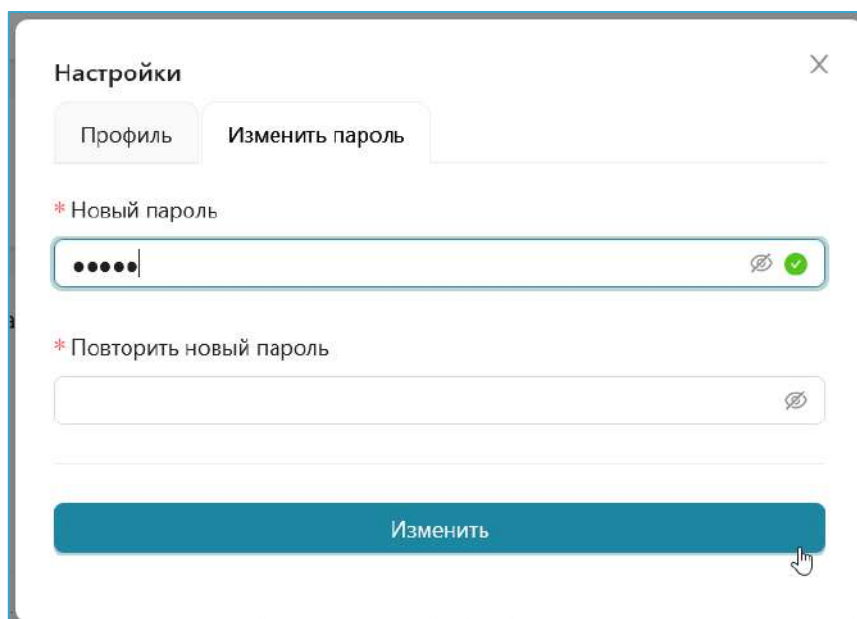 Настройки
Профиль
Изменить пароль
* Новый пароль
•••••
* Повторить новый пароль
Изменить